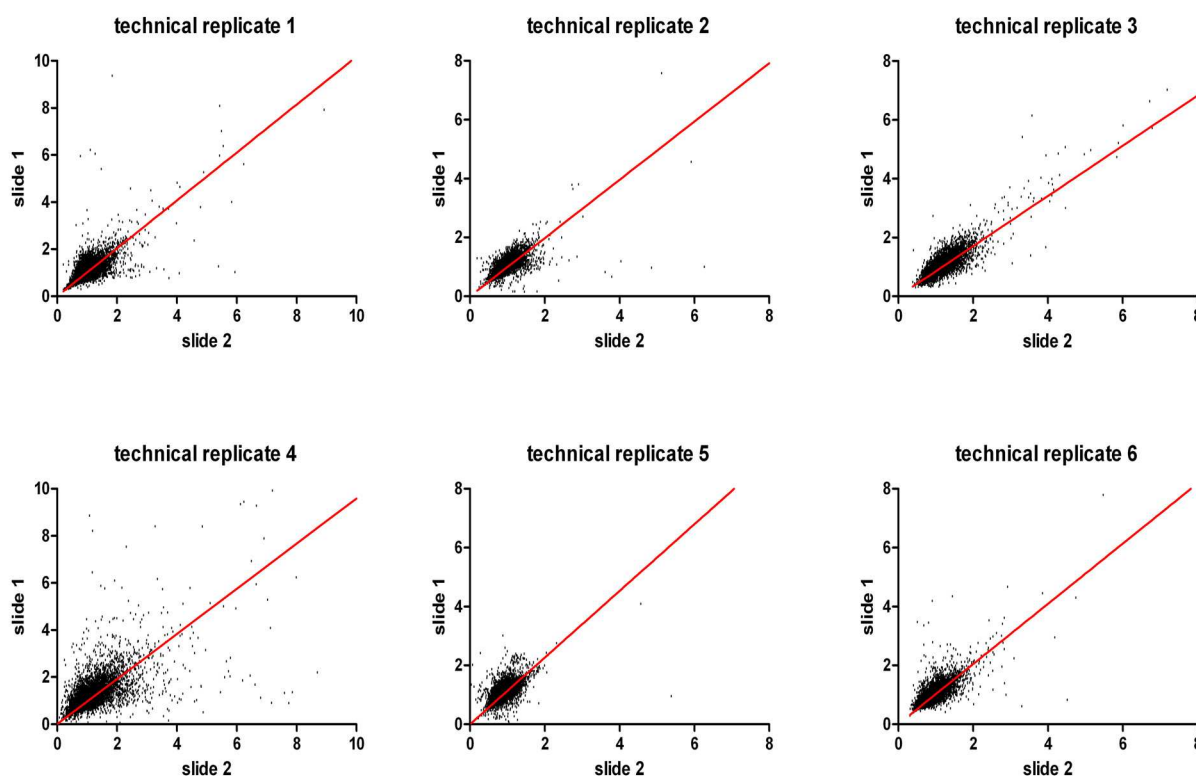 technical replicate 1
10
8
6
4
2
0
slide 1
0 2 4 6 8 10
slide 2
technical replicate 2
8
6
4
2
0
slide 1
0 2 4 6 8
slide 2
technical replicate 3
8
6
4
2
0
slide 1
0 2 4 6 8
slide 2
technical replicate 4
10
8
6
4
2
0
slide 1
0 2 4 6 8 10
slide 2
technical replicate 5
8
6
4
2
0
slide 1
0 2 4 6 8
slide 2
technical replicate 6
8
6
4
2
0
slide 1
0 2 4 6 8
slide 2